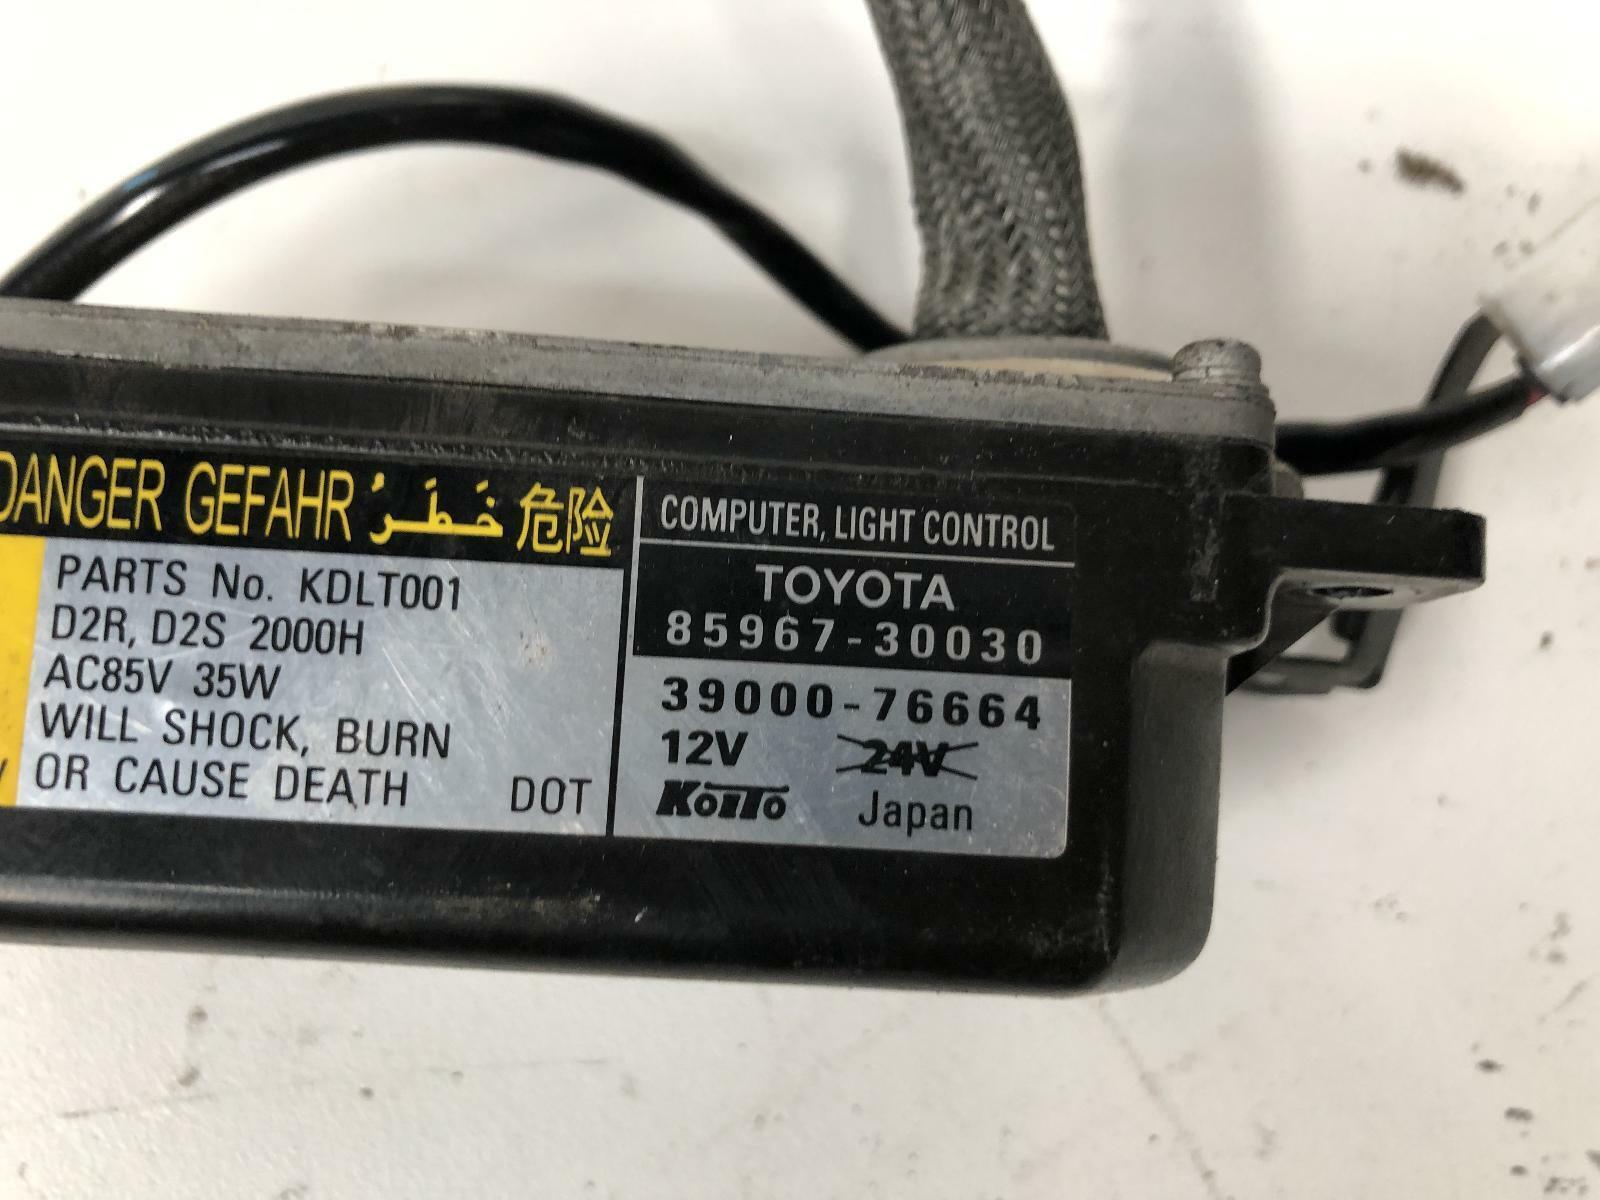 DANGER GEFAHR خَطَرُ 危险
PARTS No. KDLT001
D2R, D2S 2000H
AC85V 35W
WILL SHOCK, BURN
OR CAUSE DEATH DOT
COMPUTER, LIGHT CONTROL
TOYOTA
85967-30030
39000-76664
12V 24V
KOITO Japan